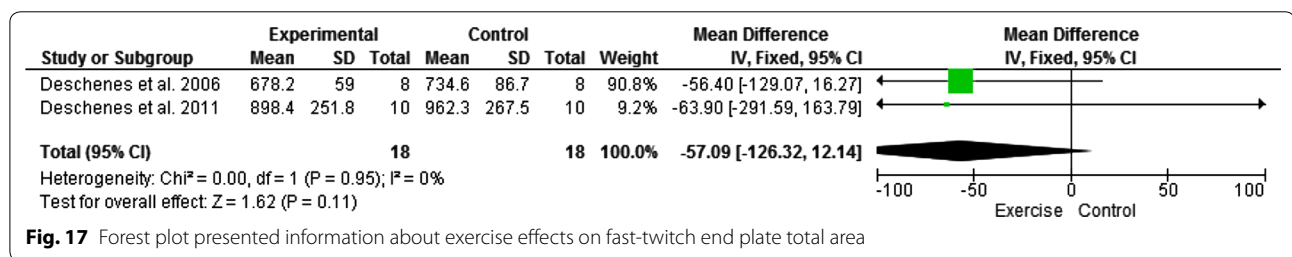 Experimental Control Mean Difference Mean Difference
Study or Subgroup Mean SD Total Mean SD Total Weight IV, Fixed, 95% CI IV, Fixed, 95% CI
Deschenes et al. 2006 678.2 59 8 734.6 86.7 8 90.8% -56.40 [-129.07, 16.27]
Deschenes et al. 2011 898.4 251.8 10 962.3 267.5 10 9.2% -63.90 [-291.59, 163.79]
Total (95% CI) 18 18 100.0% -57.09 [-126.32, 12.14]
Heterogeneity: Chi² = 0.00, df = 1 (P = 0.95); I² = 0%
Test for overall effect: Z = 1.62 (P = 0.11)
-100 -50 0 50 100
Exercise Control
Fig. 17 Forest plot presented information about exercise effects on fast-twitch end plate total area